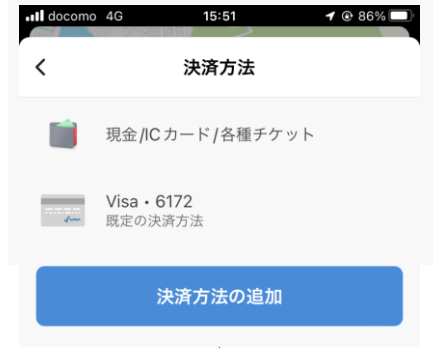 docomo 4G 15:51 86%
決済方法
現金/ICカード/各種チケット
Visa・6172
既定の決済方法
決済方法の追加